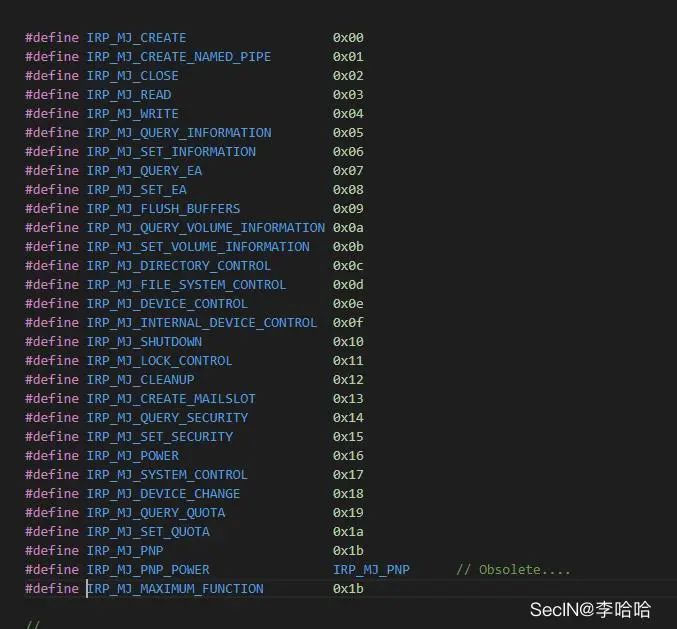 #define IRP_MJ_CREATE 0x00
#define IRP_MJ_CREATE_NAMED_PIPE 0x01
#define IRP_MJ_CLOSE 0x02
#define IRP_MJ_READ 0x03
#define IRP_MJ_WRITE 0x04
#define IRP_MJ_QUERY_INFORMATION 0x05
#define IRP_MJ_SET_INFORMATION 0x06
#define IRP_MJ_QUERY_EA 0x07
#define IRP_MJ_SET_EA 0x08
#define IRP_MJ_FLUSH_BUFFERS 0x09
#define IRP_MJ_QUERY_VOLUME_INFORMATION 0x0a
#define IRP_MJ_SET_VOLUME_INFORMATION 0x0b
#define IRP_MJ_DIRECTORY_CONTROL 0x0c
#define IRP_MJ_FILE_SYSTEM_CONTROL 0x0d
#define IRP_MJ_DEVICE_CONTROL 0x0e
#define IRP_MJ_INTERNAL_DEVICE_CONTROL 0x0f
#define IRP_MJ_SHUTDOWN 0x10
#define IRP_MJ_LOCK_CONTROL 0x11
#define IRP_MJ_CLEANUP 0x12
#define IRP_MJ_CREATE_MAILSLOT 0x13
#define IRP_MJ_QUERY_SECURITY 0x14
#define IRP_MJ_SET_SECURITY 0x15
#define IRP_MJ_POWER 0x16
#define IRP_MJ_SYSTEM_CONTROL 0x17
#define IRP_MJ_DEVICE_CHANGE 0x18
#define IRP_MJ_QUERY_QUOTA 0x19
#define IRP_MJ_SET_QUOTA 0x1a
#define IRP_MJ_PNP 0x1b
#define IRP_MJ_PNP_POWER IRP_MJ_PNP // Obsolete....
#define IRP_MJ_MAXIMUM_FUNCTION 0x1b
//
SecIN@李哈哈